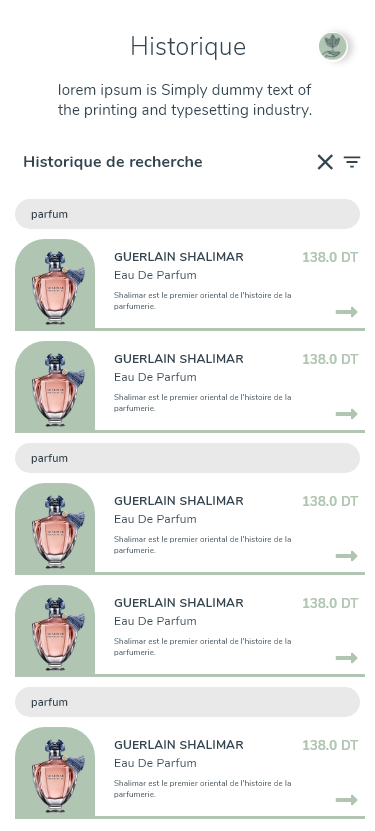 Historique
lorem ipsum is Simply dummy text of
the printing and typesetting industry.
Historique de recherche
parfum
GUERLAIN SHALIMAR
138.0 DT
Eau De Parfum
Shalimar est le premier oriental de l'histoire de la
parfumerie.
GUERLAIN SHALIMAR
138.0 DT
Eau De Parfum
Shalimar est le premier oriental de l'histoire de la
parfumerie.
parfum
GUERLAIN SHALIMAR
138.0 DT
Eau De Parfum
Shalimar est le premier oriental de l'histoire de la
parfumerie.
GUERLAIN SHALIMAR
138.0 DT
Eau De Parfum
Shalimar est le premier oriental de l'histoire de la
parfumerie.
parfum
GUERLAIN SHALIMAR
138.0 DT
Eau De Parfum
Shalimar est le premier oriental de l'histoire de la
parfumerie.